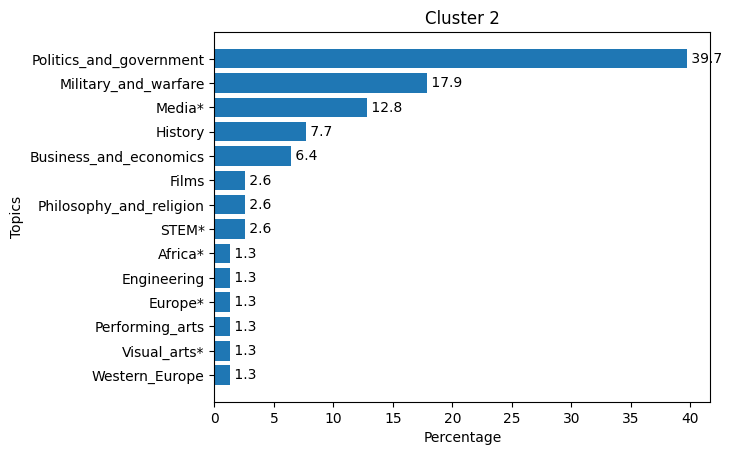 Cluster 2
Politics_and_government 39.7
Military_and_warfare 17.9
Media* 12.8
History 7.7
Business_and_economics 6.4
Films 2.6
Philosophy_and_religion 2.6
STEM* 2.6
Africa* 1.3
Engineering 1.3
Europe* 1.3
Performing_arts 1.3
Visual_arts* 1.3
Western_Europe 1.3
Topics
0 5 10 15 20 25 30 35 40
Percentage